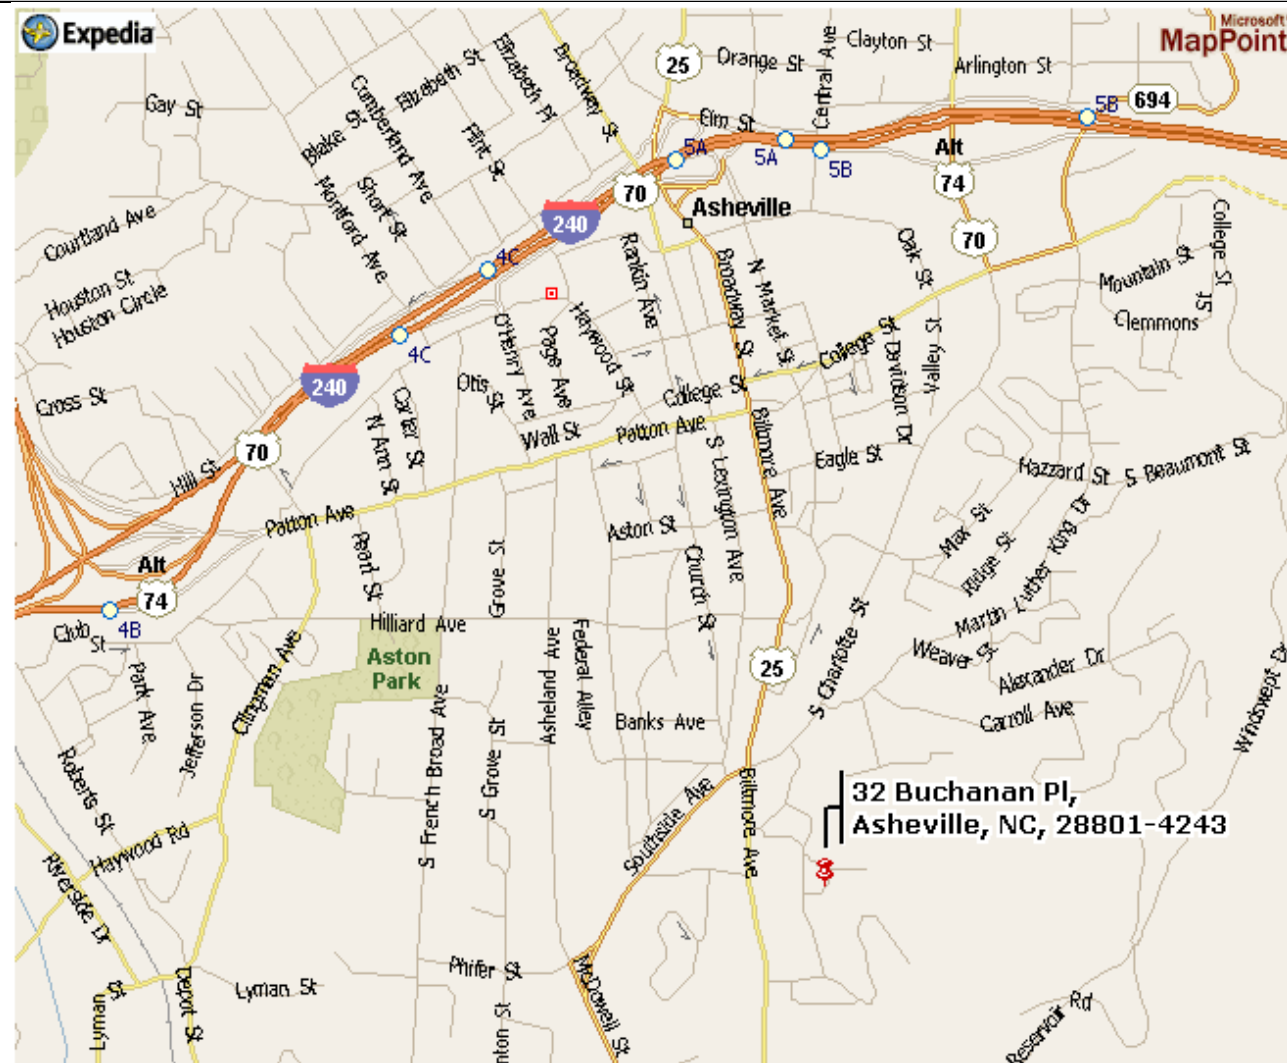 Expedia
Microsoft
MapPoint
25
Orange St
Central Ave
Clayton St
Arlington St
694
5B
Gay St
Blake St
Cumberland Ave
Elizabeth St
Elizabeth Pl
Broadway St
Flint St
Elm St
5A
5A
5B
Alt
74
70
Short St
Montford Ave
70
Asheville
240
4C
Courtland Ave
Houston St
Houston Circle
Rankin Ave
Broadway St
N Market St
Oak St
College St
Mountain St
Clemmons St
4C
O'Henry Ave
Page Ave
Haywood St
College St
S Davidson Dr
Valley St
240
Cross St
Otis St
College St
Carter St
N Ann St
Wall St
Patton Ave
S Lexington Ave
Biltmore Ave
Eagle St
70
Hill St
Hazzard St
S Beaumont St
Patton Ave
Aston St
Max St
Ridge St
Martin Luther King Dr
Alt
74
Pearl St
Grove St
Church St
4B
Club St
Hilliard Ave
Aston
Park
Clingman Ave
Park Ave
Jefferson Dr
Asheland Ave
Federal Alley
25
S Charlotte St
Weaver St
Alexander Dr
Carroll Ave
Windswept Dr
Banks Ave
S French Broad Ave
S Grove St
Roberts St
Southside Ave
Biltmore Ave
32 Buchanan Pl,
Asheville, NC, 28801-4243
Haywood Rd
Riverside Dr
Lyman St
Depot St
Lyman St
Phifer St
McDowell St
Reservoir Rd